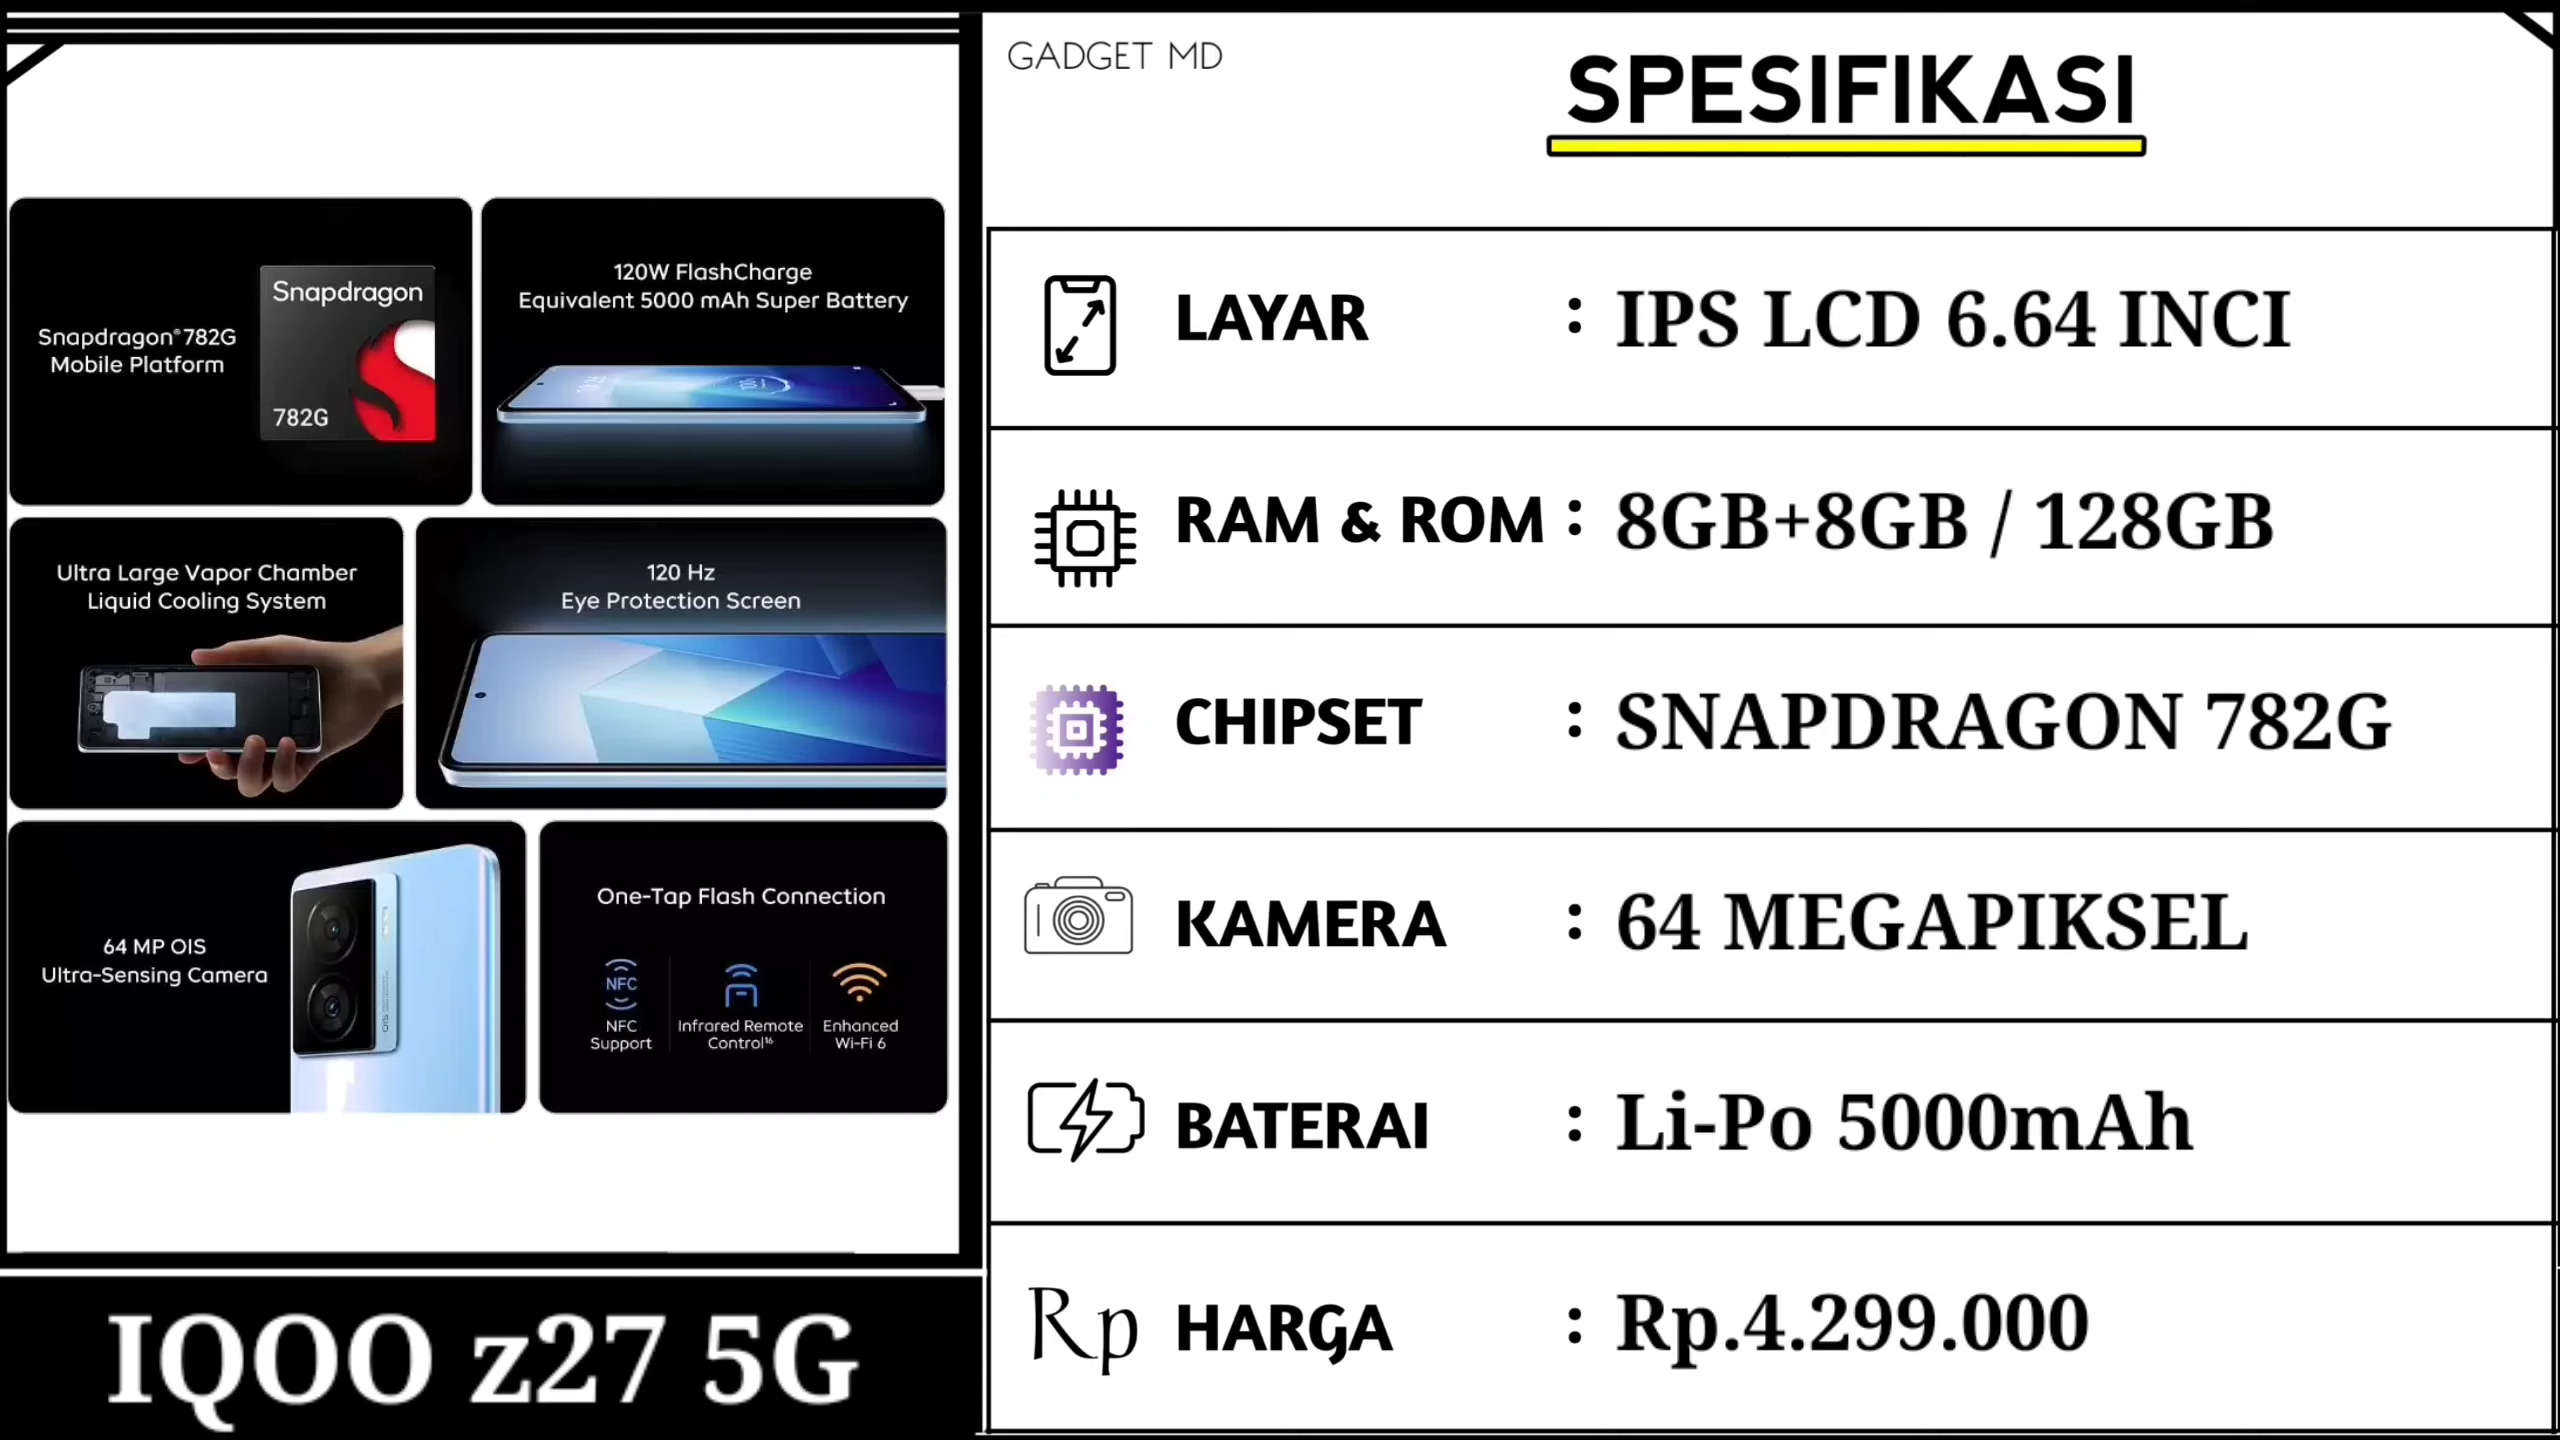 Snapdragon®782G
Mobile Platform
Snapdragon
782G
120W FlashCharge
Equivalent 5000 mAh Super Battery
Ultra Large Vapor Chamber
Liquid Cooling System
120 Hz
Eye Protection Screen
64 MP OIS
Ultra-Sensing Camera
OIS
One-Tap Flash Connection
NFC
NFC
Support
Infrared Remote
Control16
Enhanced
Wi-Fi 6
IQOO z27 5G
GADGET MD
SPESIFIKASI
LAYAR : IPS LCD 6.64 INCI
RAM & ROM : 8GB+8GB / 128GB
CHIPSET : SNAPDRAGON 782G
KAMERA : 64 MEGAPIKSEL
BATERAI : Li-Po 5000mAh
Rp HARGA : Rp.4.299.000